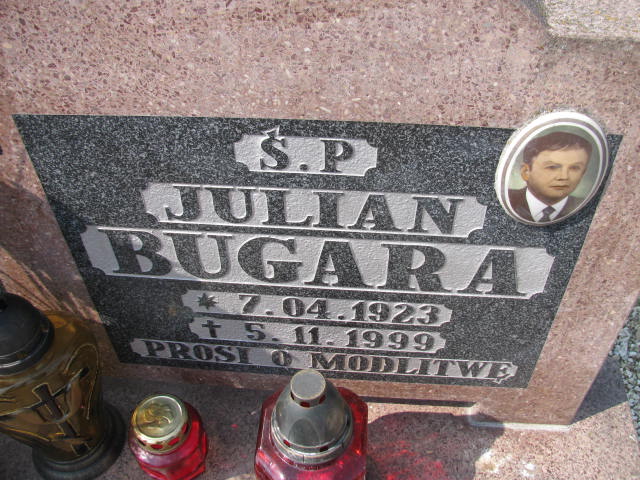 Ś.P
JULIAN
BUGARA
* 7.04.1923
† 5.11.1999
PROSI O MODLITWĘ